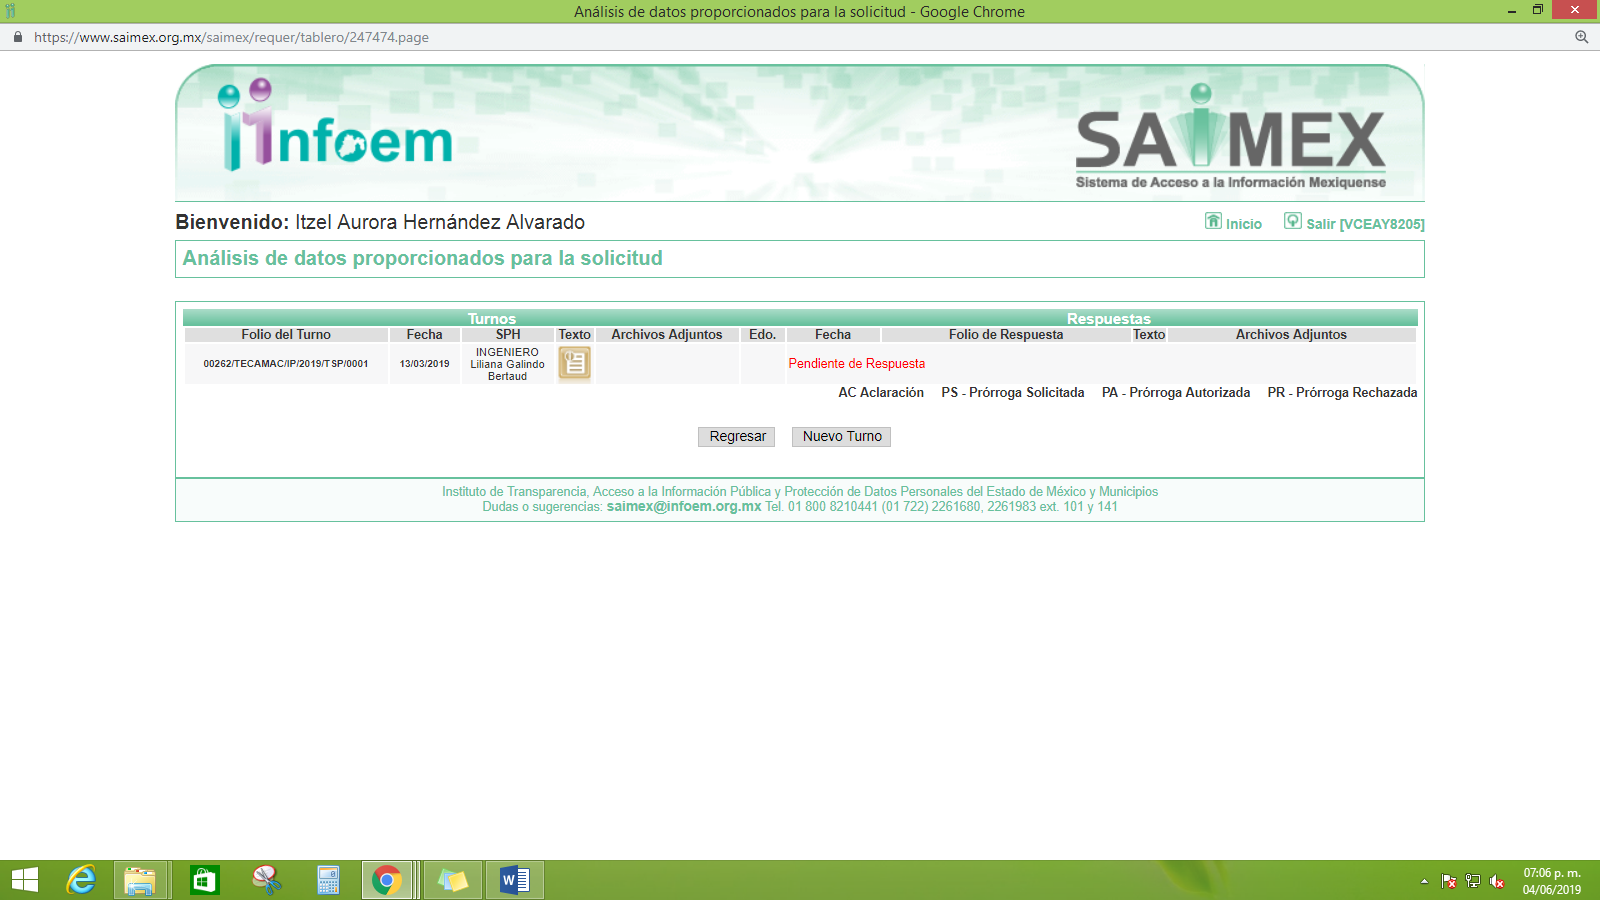 Análisis de datos proporcionados para la solicitud - Google Chrome
https://www.saimex.org.mx/saimex/requer/tablero/247474.page
infoem
SAIMEX
Sistema de Acceso a la Información Mexiquense
Bienvenido: Itzel Aurora Hernández Alvarado
Inicio Salir [VCEAY8205]
Análisis de datos proporcionados para la solicitud
Turnos Respuestas
Folio del Turno Fecha SPH Texto Archivos Adjuntos Edo. Fecha Folio de Respuesta Texto Archivos Adjuntos
00262/TECAMAC/IP/2019/TSP/0001 13/03/2019 INGENIERO Liliana Galindo Bertaud Pendiente de Respuesta
AC Aclaración PS - Prórroga Solicitada PA - Prórroga Autorizada PR - Prórroga Rechazada
Regresar Nuevo Turno
Instituto de Transparencia, Acceso a la Información Pública y Protección de Datos Personales del Estado de México y Municipios
Dudas o sugerencias: saimex@infoem.org.mx Tel. 01 800 8210441 (01 722) 2261680, 2261983 ext. 101 y 141
07:06 p. m.
04/06/2019